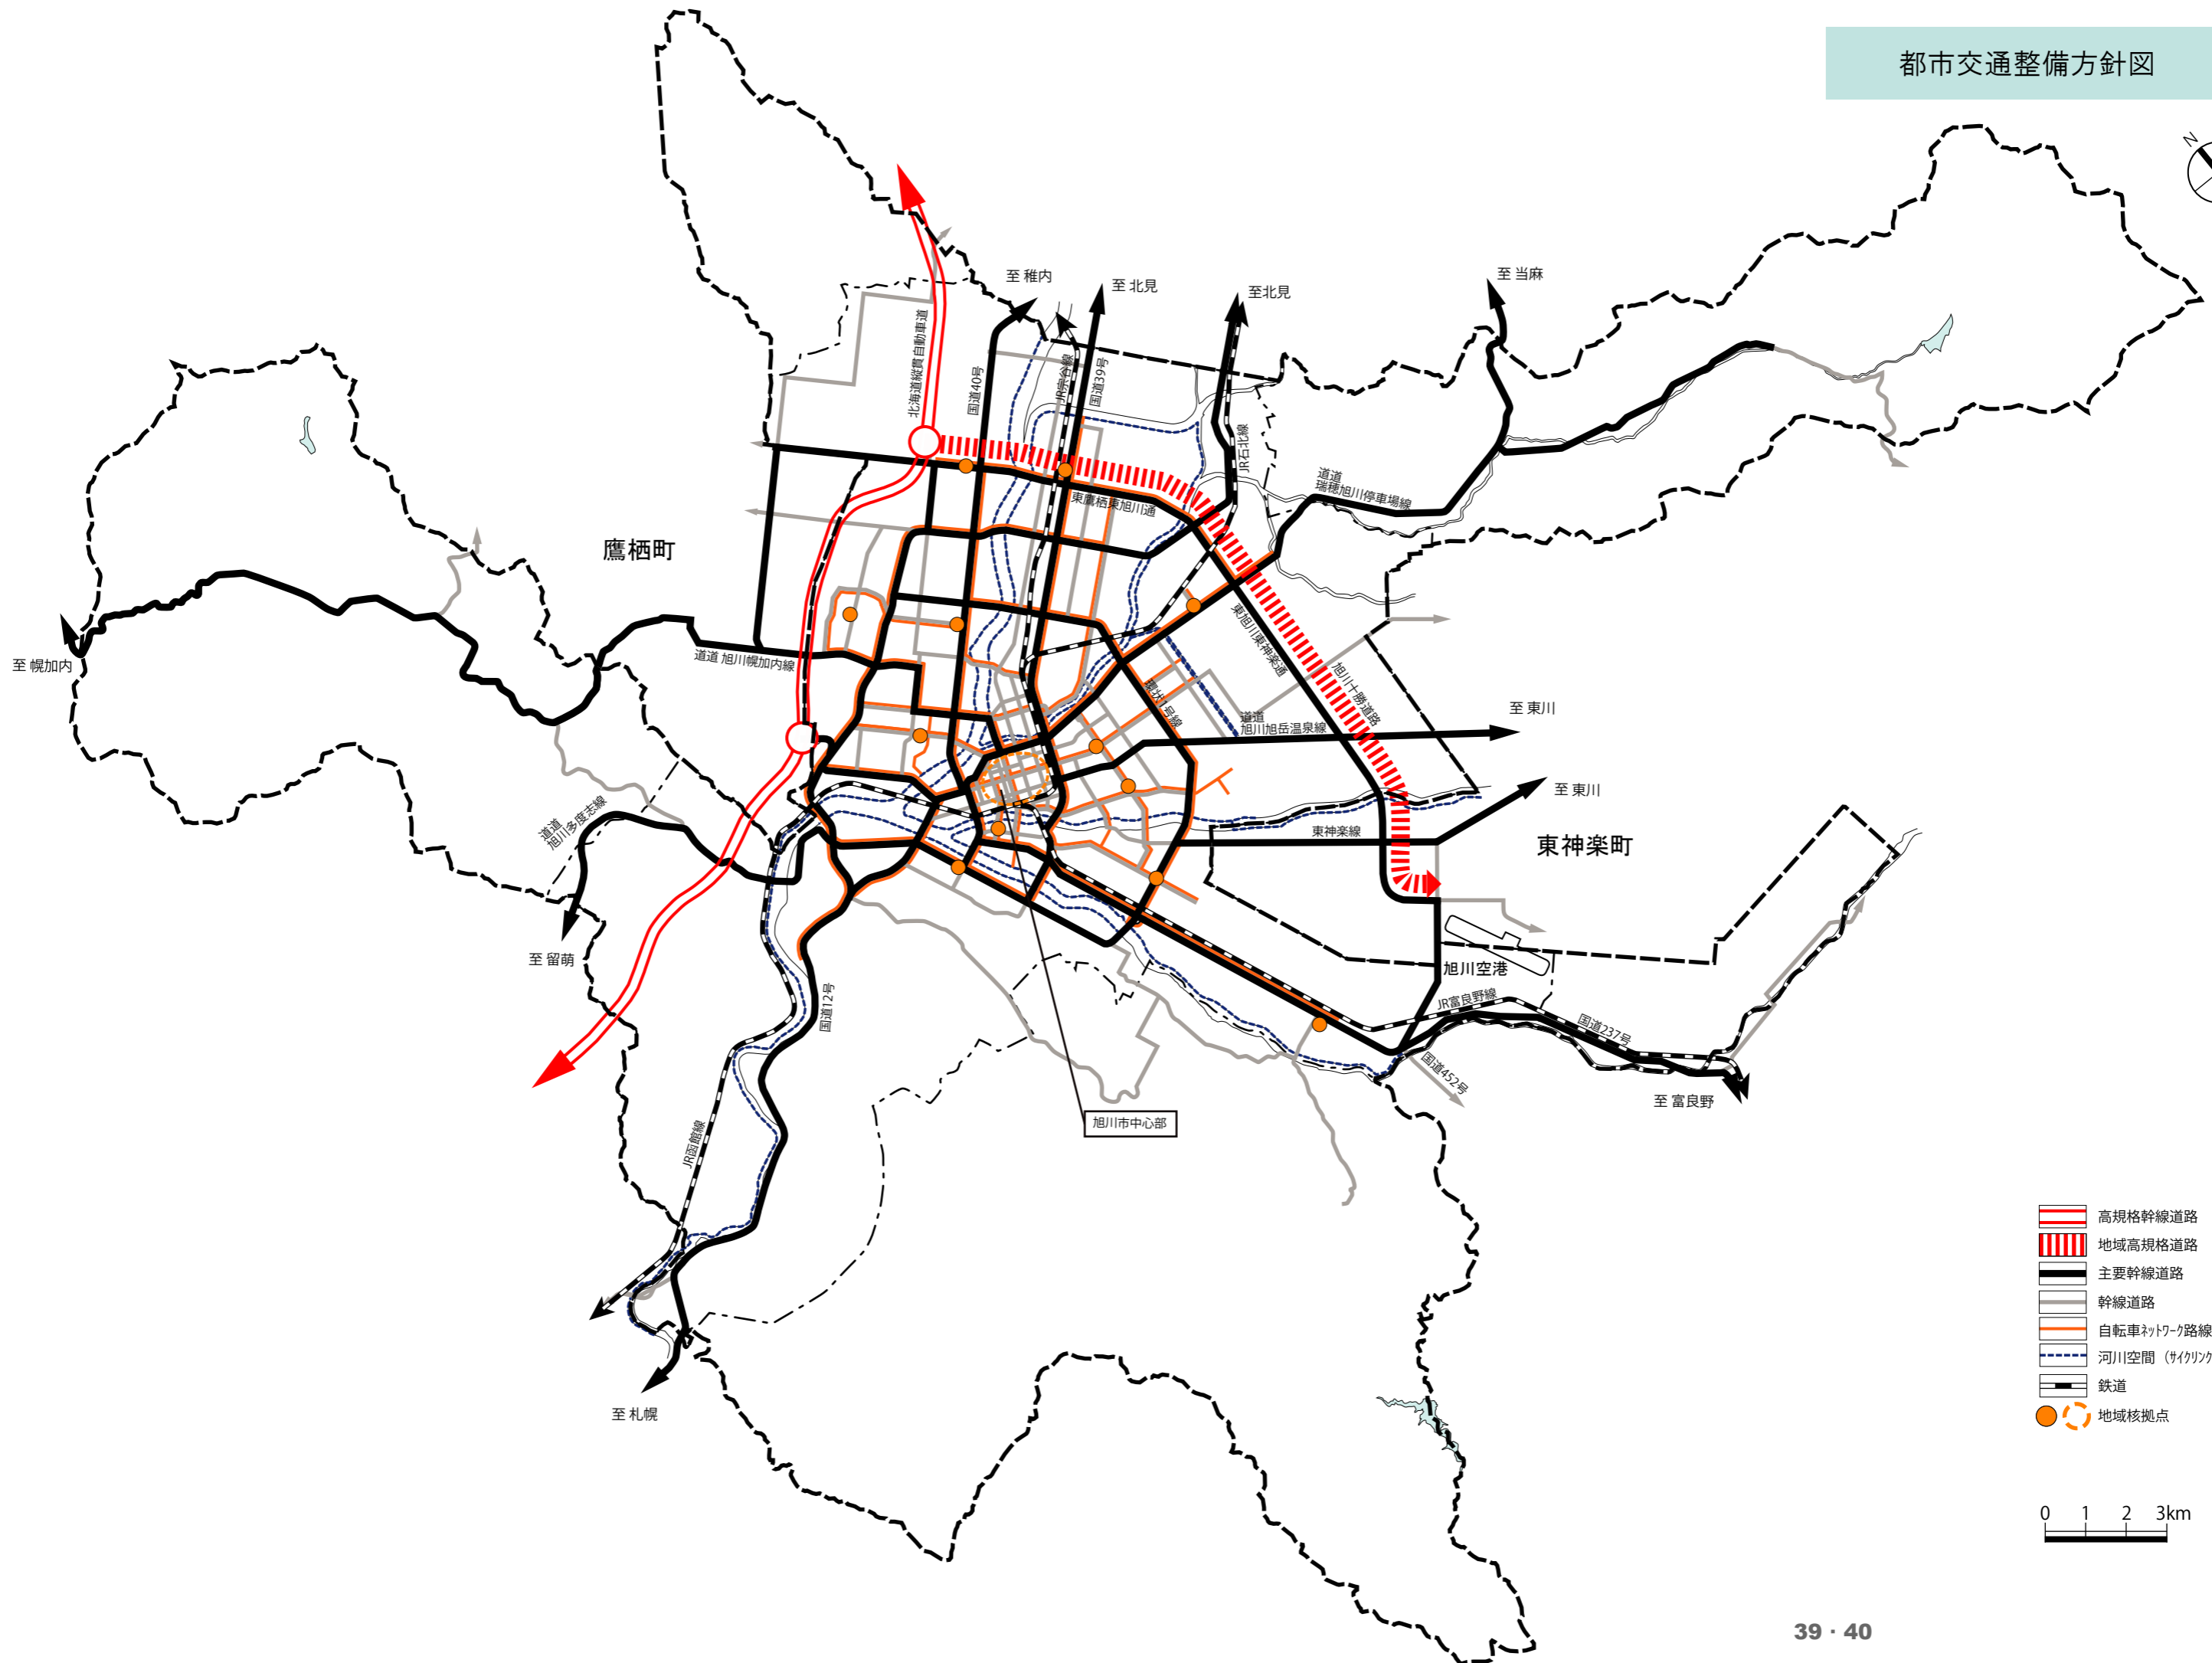 都市交通整備方針図
N
至 稚内
至 北見
至北見
至 当麻
北海道縦貫自動車道
国道40号
JR宗谷線
国道39号
JR石北線
道道
瑞穂旭川停車場線
東鷹栖東旭川通
鷹栖町
至 幌加内
道道 旭川幌加内線
東旭川東神楽通
旭川十勝道路
環状1号線
道道
旭川旭岳温泉線
至 東川
至 東川
道道
旭川多度志線
東神楽線
東神楽町
至 留萌
旭川空港
国道12号
JR富良野線
国道237号
国道452号
至 富良野
旭川市中心部
JR函館線
至 札幌
高規格幹線道路
地域高規格道路
主要幹線道路
幹線道路
自転車ネットワーク路線
河川空間（サイクリング
鉄道
地域核拠点
0 1 2 3km
39・40